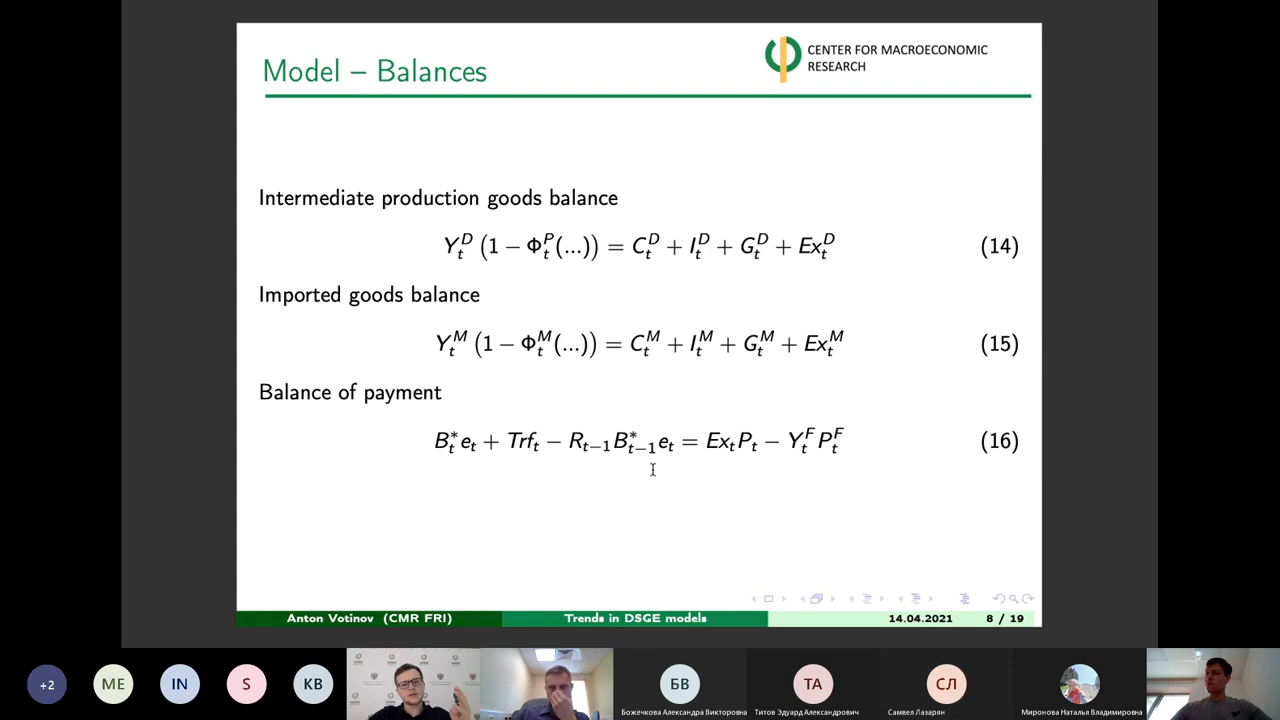 Model – Balances
CENTER FOR MACROECONOMIC
RESEARCH
Intermediate production goods balance
Y_t^D (1 − Φ_t^P(...)) = C_t^D + I_t^D + G_t^D + Ex_t^D (14)
Imported goods balance
Y_t^M (1 − Φ_t^M(...)) = C_t^M + I_t^M + G_t^M + Ex_t^M (15)
Balance of payment
B_t^* e_t + Trf_t − R_{t−1} B_{t−1}^* e_t = Ex_t P_t − Y_t^F P_t^F (16)
Anton Votinov (CMR FRI) Trends in DSGE models 14.04.2021 8 / 19
+2 ME IN S KB БВ TA СЛ
Божечкова Александра Викторовна Титов Эдуард Александрович Самвел Лазарян Миронова Наталья Владимировна